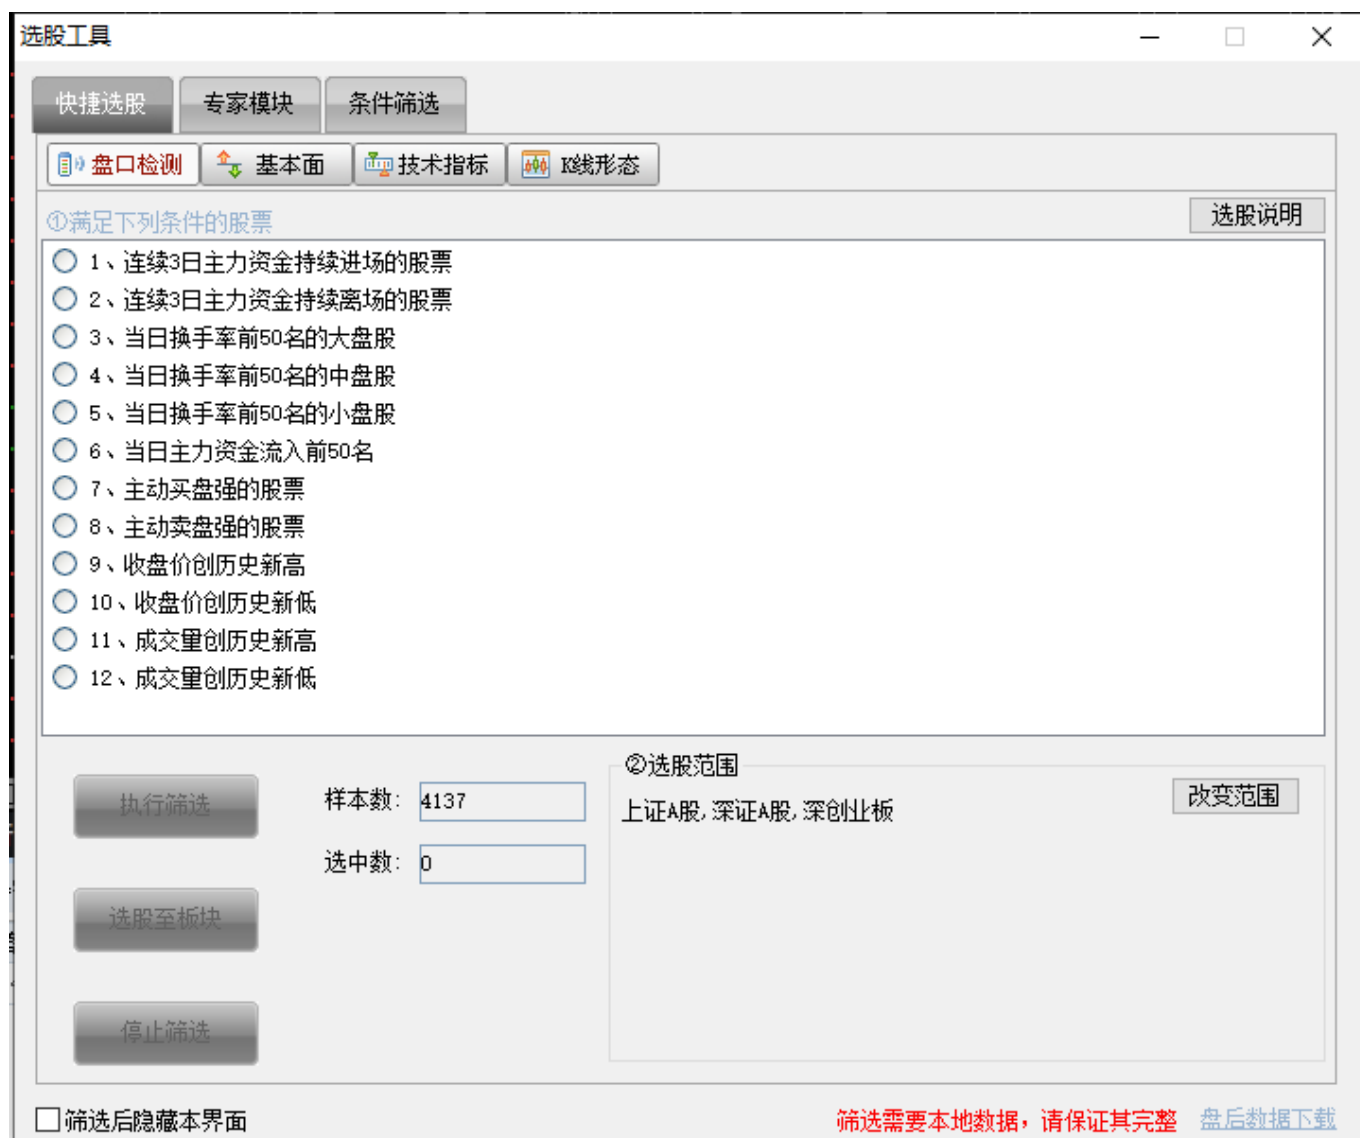 选股工具
快捷选股 专家模块 条件筛选
盘口检测 基本面 技术指标 K线形态
①满足下列条件的股票 选股说明
1、连续3日主力资金持续进场的股票
2、连续3日主力资金持续离场的股票
3、当日换手率前50名的大盘股
4、当日换手率前50名的中盘股
5、当日换手率前50名的小盘股
6、当日主力资金流入前50名
7、主动买盘强的股票
8、主动卖盘强的股票
9、收盘价创历史新高
10、收盘价创历史新低
11、成交量创历史新高
12、成交量创历史新低
②选股范围
执行筛选 样本数: 4137 上证A股,深证A股,深创业板 改变范围
选中数: 0
选股至板块
停止筛选
筛选后隐藏本界面 筛选需要本地数据，请保证其完整 盘后数据下载